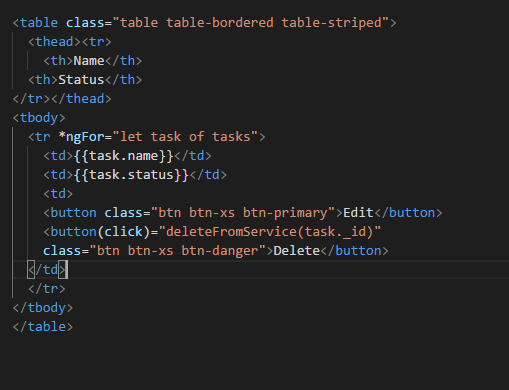 <table class="table table-bordered table-striped">
<thead><tr>
<th>Name</th>
<th>Status</th>
</tr></thead>
<tbody>
<tr *ngFor="let task of tasks">
<td>{{task.name}}</td>
<td>{{task.status}}</td>
<td>
<button class="btn btn-xs btn-primary">Edit</button>
<button(click)="deleteFromService(task._id)"
class="btn btn-xs btn-danger">Delete</button>
</td>
</tr>
</tbody>
</table>